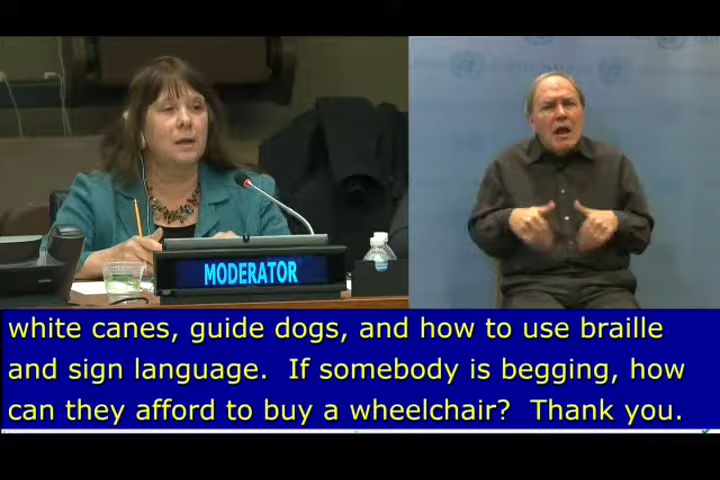 MODERATOR
white canes, guide dogs, and how to use braille
and sign language.  If somebody is begging, how
can they afford to buy a wheelchair?  Thank you.